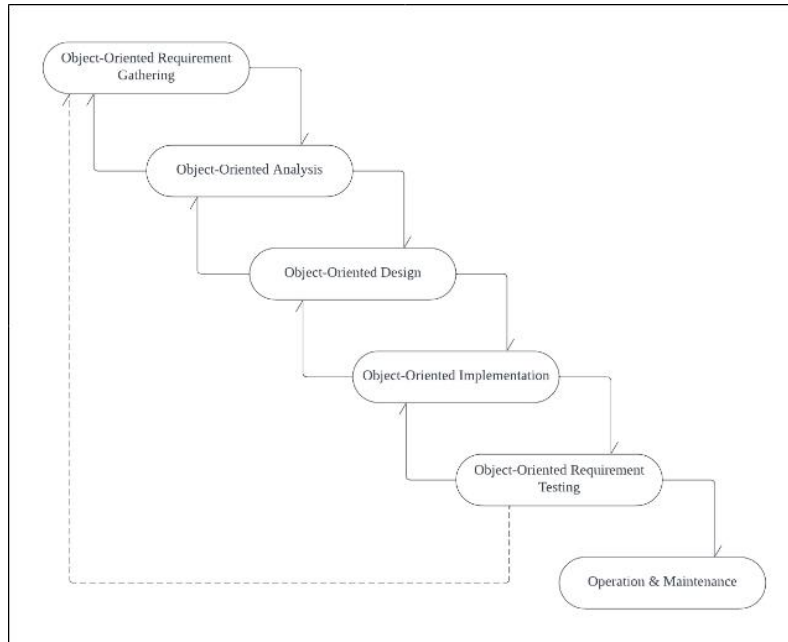 Object-Oriented Requirement
Gathering
Object-Oriented Analysis
Object-Oriented Design
Object-Oriented Implementation
Object-Oriented Requirement
Testing
Operation & Maintenance